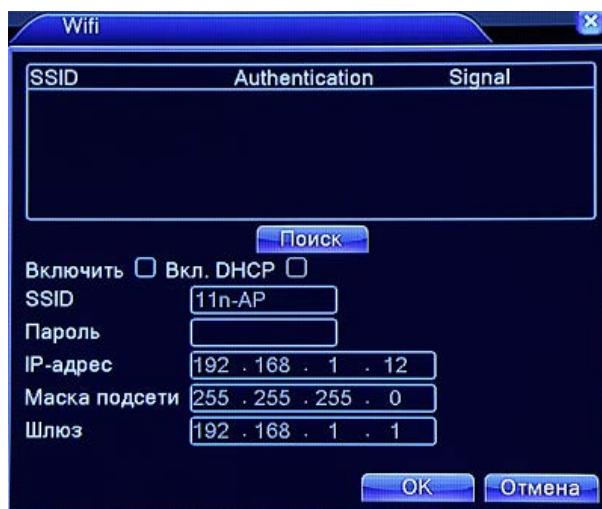 Wifi
SSID Authentication Signal
Поиск
Включить Вкл. DHCP
SSID 11n-AP
Пароль
IP-адрес 192 . 168 . 1 . 12
Маска подсети 255 . 255 . 255 . 0
Шлюз 192 . 168 . 1 . 1
OK Отмена